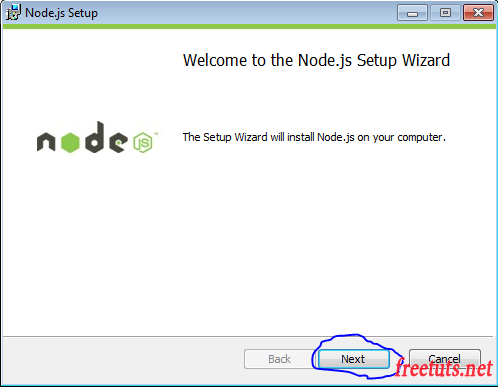 Node.js Setup
Welcome to the Node.js Setup Wizard
node
JS
™
The Setup Wizard will install Node.js on your computer.
Back
Next
Cancel
freetuts.net